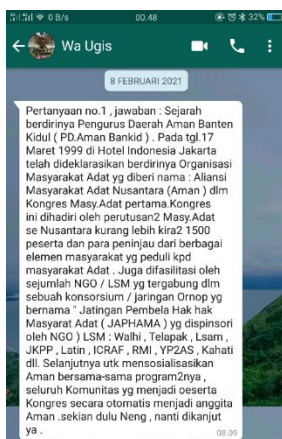 0 B/s 00.48 32%
Wa Ugis
8 FEBRUARI 2021
Pertanyaan no.1 , jawaban : Sejarah
berdirinya Pengurus Daerah Aman Banten
Kidul ( PD.Aman Bankid ) . Pada tgl.17
Maret 1999 di Hotel Indonesia Jakarta
telah dideklarasikan berdirinya Organisasi
Masyarakat Adat yg diberi nama : Aliansi
Masyarakat Adat Nusantara (Aman ) dlm
Kongres Masy.Adat pertama.Kongres
ini dihadiri oleh perutusan2 Masy.Adat
se Nusantara kurang lebih kira2 1500
peserta dan para peninjau dari berbagai
elemen masyarakat yg peduli kpd
masyarakat Adat . Juga difasilitasi oleh
sejumlah NGO / LSM yg tergabung dlm
sebuah konsorsium / jaringan Ornop yg
bernama " Jatingan Pembela Hak hak
Masyarat Adat ( JAPHAMA ) yg dispinsori
oleh NGO ) LSM : Walhi , Telapak , Lsam ,
JKPP , Latin , ICRAF , RMI , YP2AS , Kahati
dll. Selanjutnya utk mensosialisasikan
Aman bersama-sama program2nya ,
seluruh Komunitas yg menjadi oeserta
Kongres secara otomatis menjadi anggita
Aman .sekian dulu Neng , nanti dikanjut
ya .
08.09